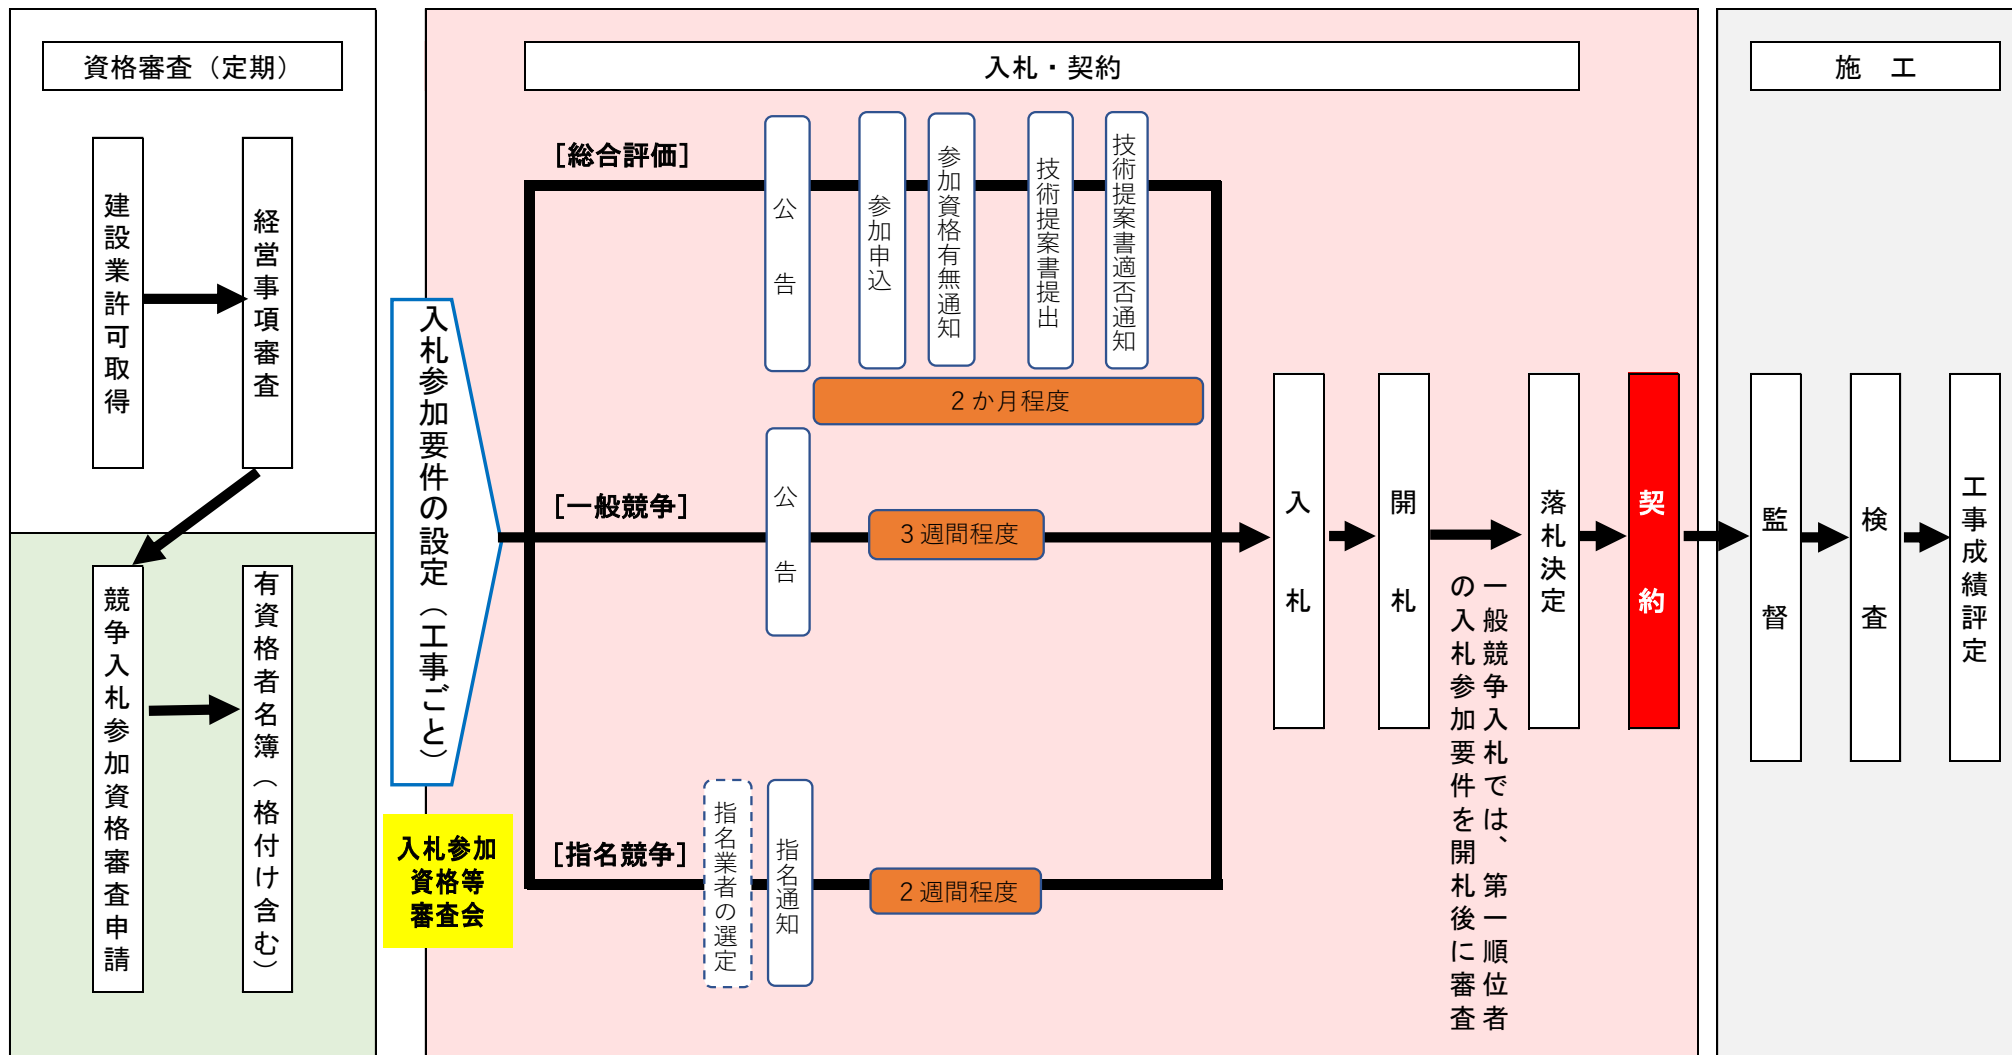 資格審査（定期）
建設業許可取得
経営事項審査
競争入札参加資格審査申請
有資格者名簿（格付け含む）
入札・契約
入札参加要件の設定（工事ごと）
入札参加
資格等
審査会
［総合評価］
公告
参加申込
参加資格有無通知
技術提案書提出
技術提案書適否通知
２か月程度
［一般競争］
公告
３週間程度
［指名競争］
指名業者の選定
指名通知
２週間程度
入札
開札
一般競争入札では、第一順位者
の入札参加要件を開札後に審査
落札決定
契約
施　工
監督
検査
工事成績評定